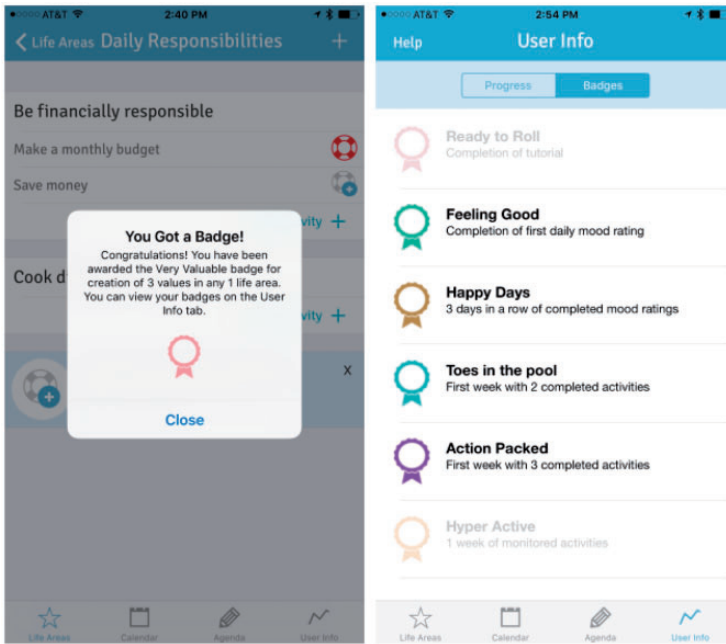 AT&T
2:40 PM
Life Areas
Daily Responsibilities
Be financially responsible
Make a monthly budget
Save money
vity
You Got a Badge!
Congratulations! You have been
awarded the Very Valuable badge for
creation of 3 values in any 1 life area.
You can view your badges on the User
Info tab.
Close
Cook d
vity
X
Life Areas
Calendar
Agenda
User Info
AT&T
2:54 PM
Help
User Info
Progress
Badges
Ready to Roll
Completion of tutorial
Feeling Good
Completion of first daily mood rating
Happy Days
3 days in a row of completed mood ratings
Toes in the pool
First week with 2 completed activities
Action Packed
First week with 3 completed activities
Hyper Active
1 week of monitored activities
Life Areas
Calendar
Agenda
User Info